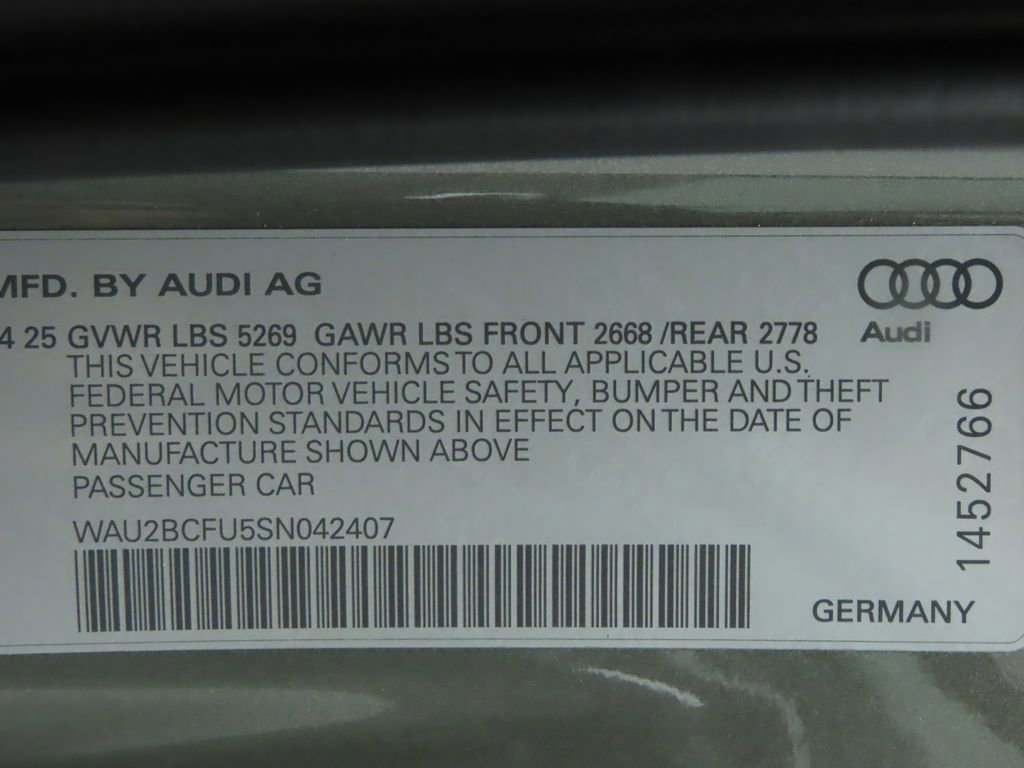 MFD. BY AUDI AG
4 25 GVWR LBS 5269 GAWR LBS FRONT 2668 /REAR 2778
Audi
THIS VEHICLE CONFORMS TO ALL APPLICABLE U.S.
FEDERAL MOTOR VEHICLE SAFETY, BUMPER AND THEFT
PREVENTION STANDARDS IN EFFECT ON THE DATE OF
MANUFACTURE SHOWN ABOVE
PASSENGER CAR
WAU2BCFU5SN042407
1452766
GERMANY